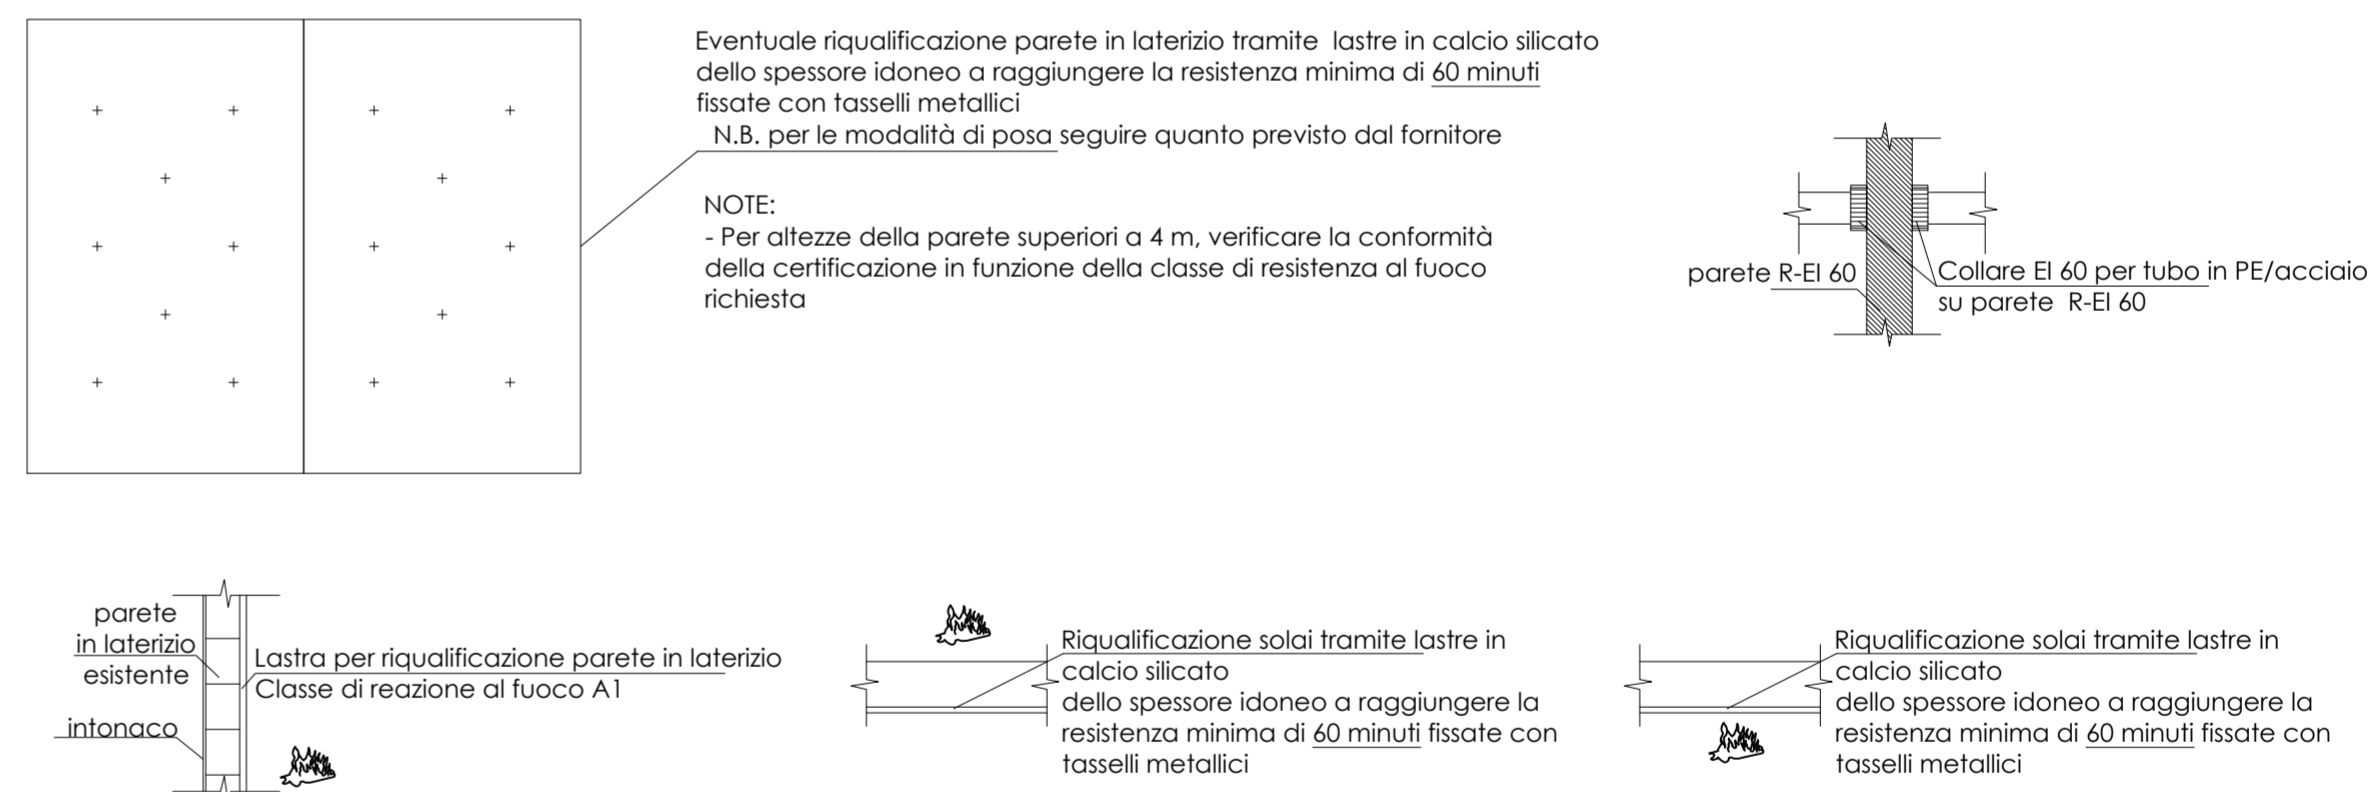 Eventuale riqualificazione parete in laterizio tramite lastre in calcio silicato
dello spessore idoneo a raggiungere la resistenza minima di 60 minuti
fissate con tasselli metallici
N.B. per le modalità di posa seguire quanto previsto dal fornitore
NOTE:
- Per altezze della parete superiori a 4 m, verificare la conformità
della certificazione in funzione della classe di resistenza al fuoco
richiesta
parete R-EI 60
Collare EI 60 per tubo in PE/acciaio
su parete R-EI 60
parete
in laterizio
esistente
intonaco
Lastra per riqualificazione parete in laterizio
Classe di reazione al fuoco A1
Riqualificazione solai tramite lastre in
calcio silicato
dello spessore idoneo a raggiungere la
resistenza minima di 60 minuti fissate con
tasselli metallici
Riqualificazione solai tramite lastre in
calcio silicato
dello spessore idoneo a raggiungere la
resistenza minima di 60 minuti fissate con
tasselli metallici